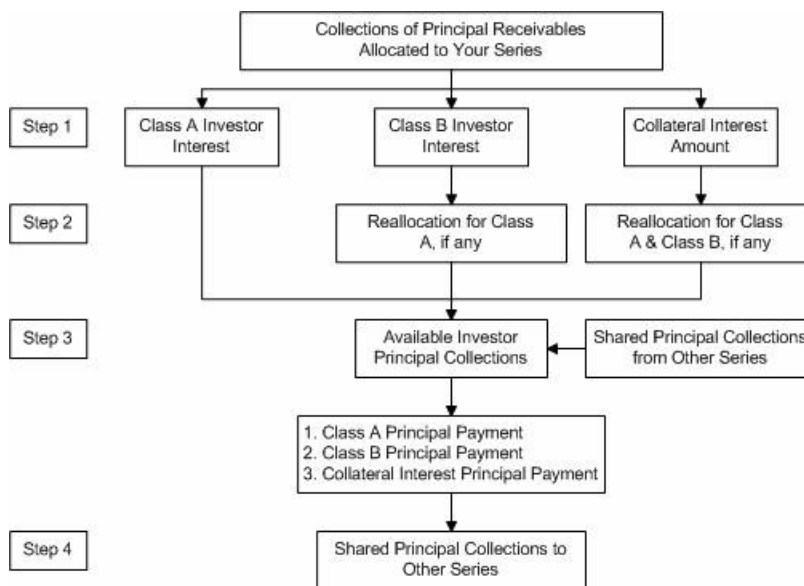 Collections of Principal Receivables
Allocated to Your Series
Step 1
Class A Investor
Interest
Class B Investor
Interest
Collateral Interest
Amount
Step 2
Reallocation for Class
A, if any
Reallocation for Class
A & Class B, if any
Step 3
Available Investor
Principal Collections
Shared Principal Collections
from Other Series
1. Class A Principal Payment
2. Class B Principal Payment
3. Collateral Interest Principal Payment
Step 4
Shared Principal Collections to
Other Series